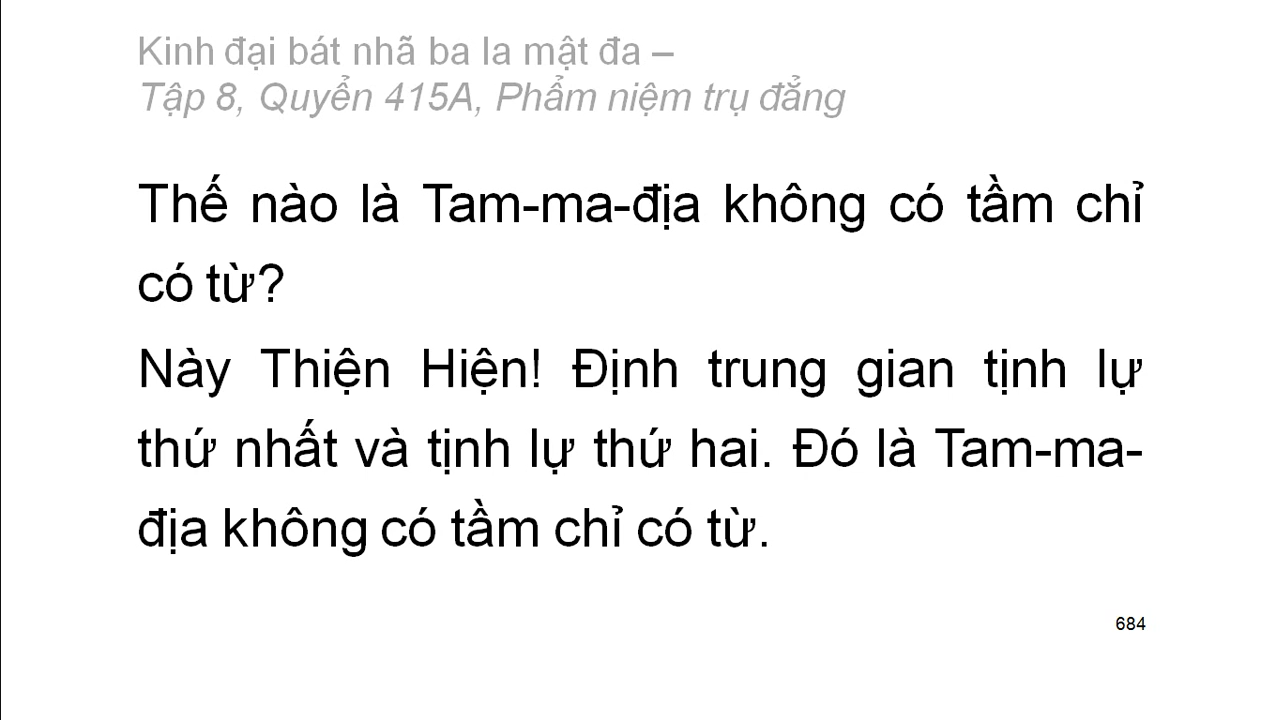 Kinh đại bát nhã ba la mật đa –
Tập 8, Quyển 415A, Phẩm niệm trụ đẳng
Thế nào là Tam-ma-địa không có tầm chỉ
có từ?
Này Thiện Hiện! Định trung gian tịnh lự
thứ nhất và tịnh lự thứ hai. Đó là Tam-ma-
địa không có tầm chỉ có từ.
684